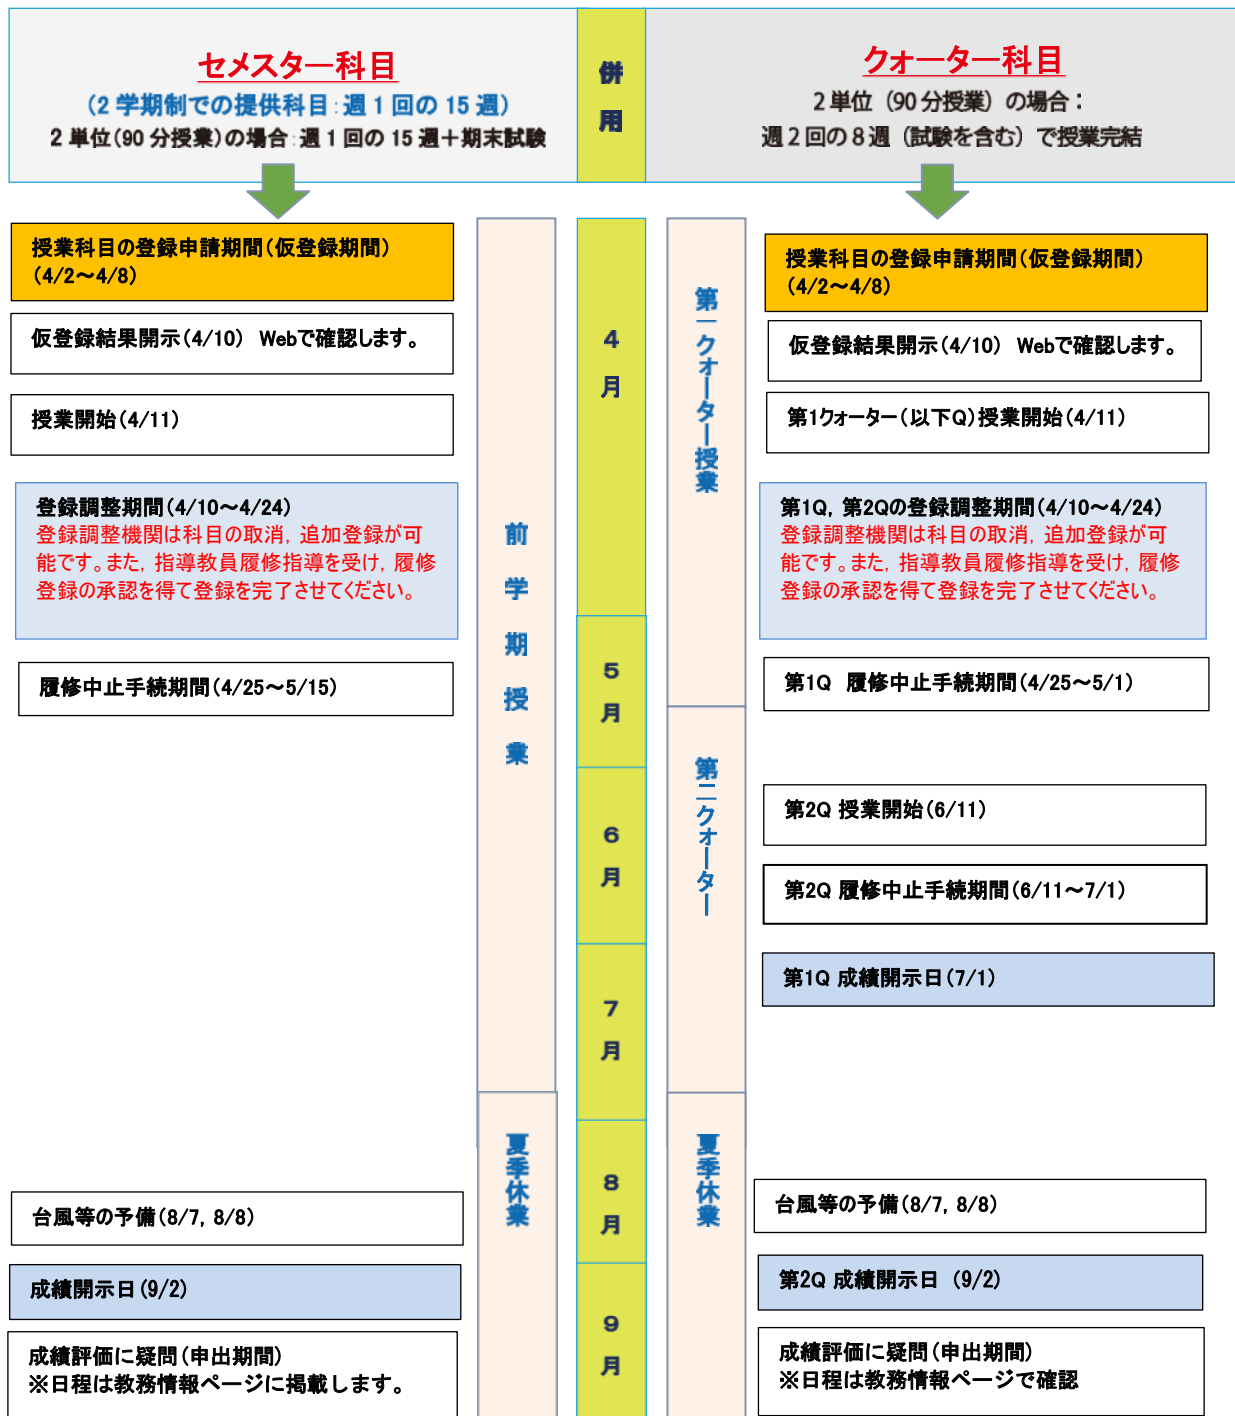 セメスター科目
(2学期制での提供科目:週1回の15週)
2単位(90分授業)の場合:週1回の15週+期末試験
併
用
クォーター科目
2単位(90分授業)の場合:
週2回の8週(試験を含む)で授業完結
授業科目の登録申請期間(仮登録期間)
(4/2~4/8)
仮登録結果開示(4/10) Webで確認します。
授業開始(4/11)
登録調整期間(4/10~4/24)
登録調整機関は科目の取消, 追加登録が可
能です。また, 指導教員履修指導を受け, 履修
登録の承認を得て登録を完了させてください。
履修中止手続期間(4/25~5/15)
台風等の予備(8/7, 8/8)
成績開示日(9/2)
成績評価に疑問(申出期間)
※日程は教務情報ページに掲載します。
前学期授業
夏季休業
4
月
5
月
6
月
7
月
8
月
9
月
第一クォーター授業
第二クォーター
夏季休業
授業科目の登録申請期間(仮登録期間)
(4/2~4/8)
仮登録結果開示(4/10) Webで確認します。
第1クォーター(以下Q)授業開始(4/11)
第1Q, 第2Qの登録調整期間(4/10~4/24)
登録調整機関は科目の取消, 追加登録が可
能です。また, 指導教員履修指導を受け, 履修
登録の承認を得て登録を完了させてください。
第1Q 履修中止手続期間(4/25~5/1)
第2Q 授業開始(6/11)
第2Q 履修中止手続期間(6/11~7/1)
第1Q 成績開示日(7/1)
台風等の予備(8/7, 8/8)
第2Q 成績開示日 (9/2)
成績評価に疑問(申出期間)
※日程は教務情報ページで確認